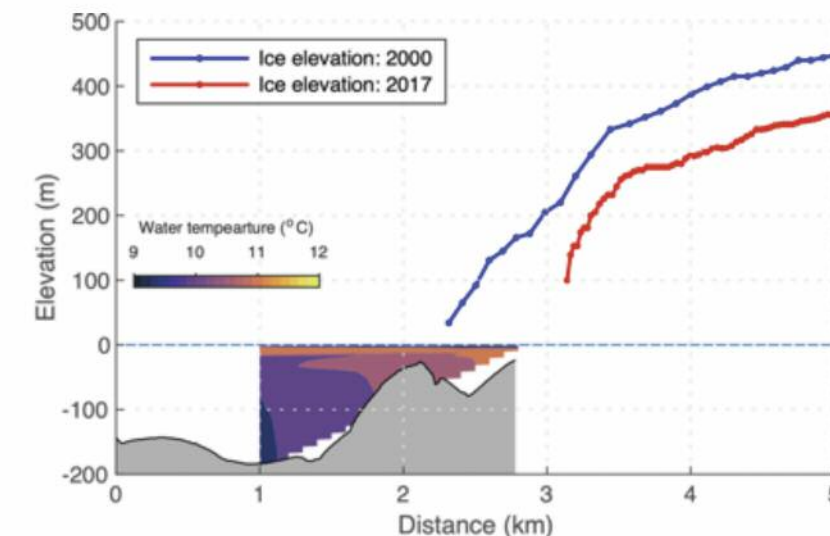 500
400
300
200
100
0
-100
-200
Elevation (m)
Ice elevation: 2000
Ice elevation: 2017
Water tempearture (°C)
9 10 11 12
0 1 2 3 4 5
Distance (km)